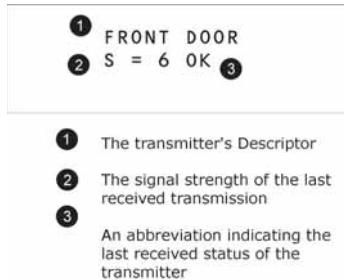 1 FRONT DOOR
2 S = 6 OK 3
1 The transmitter's Descriptor
2 The signal strength of the last
received transmission
3
An abbreviation indicating the
last received status of the
transmitter